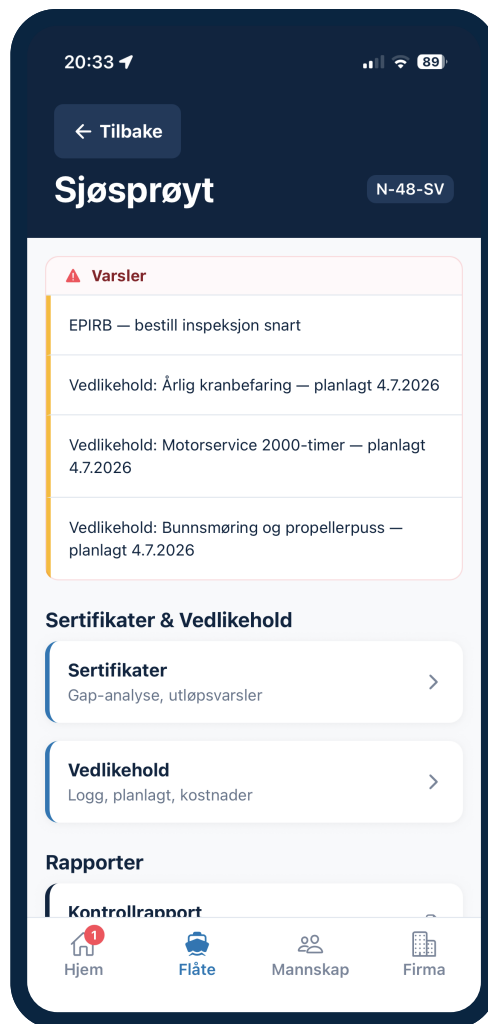 20:33
89
← Tilbake
Sjøsprøyt
N-48-SV
Varsler
EPIRB — bestill inspeksjon snart
Vedlikehold: Årlig kranbefaring — planlagt 4.7.2026
Vedlikehold: Motorservice 2000-timer — planlagt
4.7.2026
Vedlikehold: Bunnsmøring og propellerpuss —
planlagt 4.7.2026
Sertifikater & Vedlikehold
Sertifikater
Gap-analyse, utløpsvarsler
Vedlikehold
Logg, planlagt, kostnader
Rapporter
Kontrollrapport
1
Hjem
Flåte
Mannskap
Firma